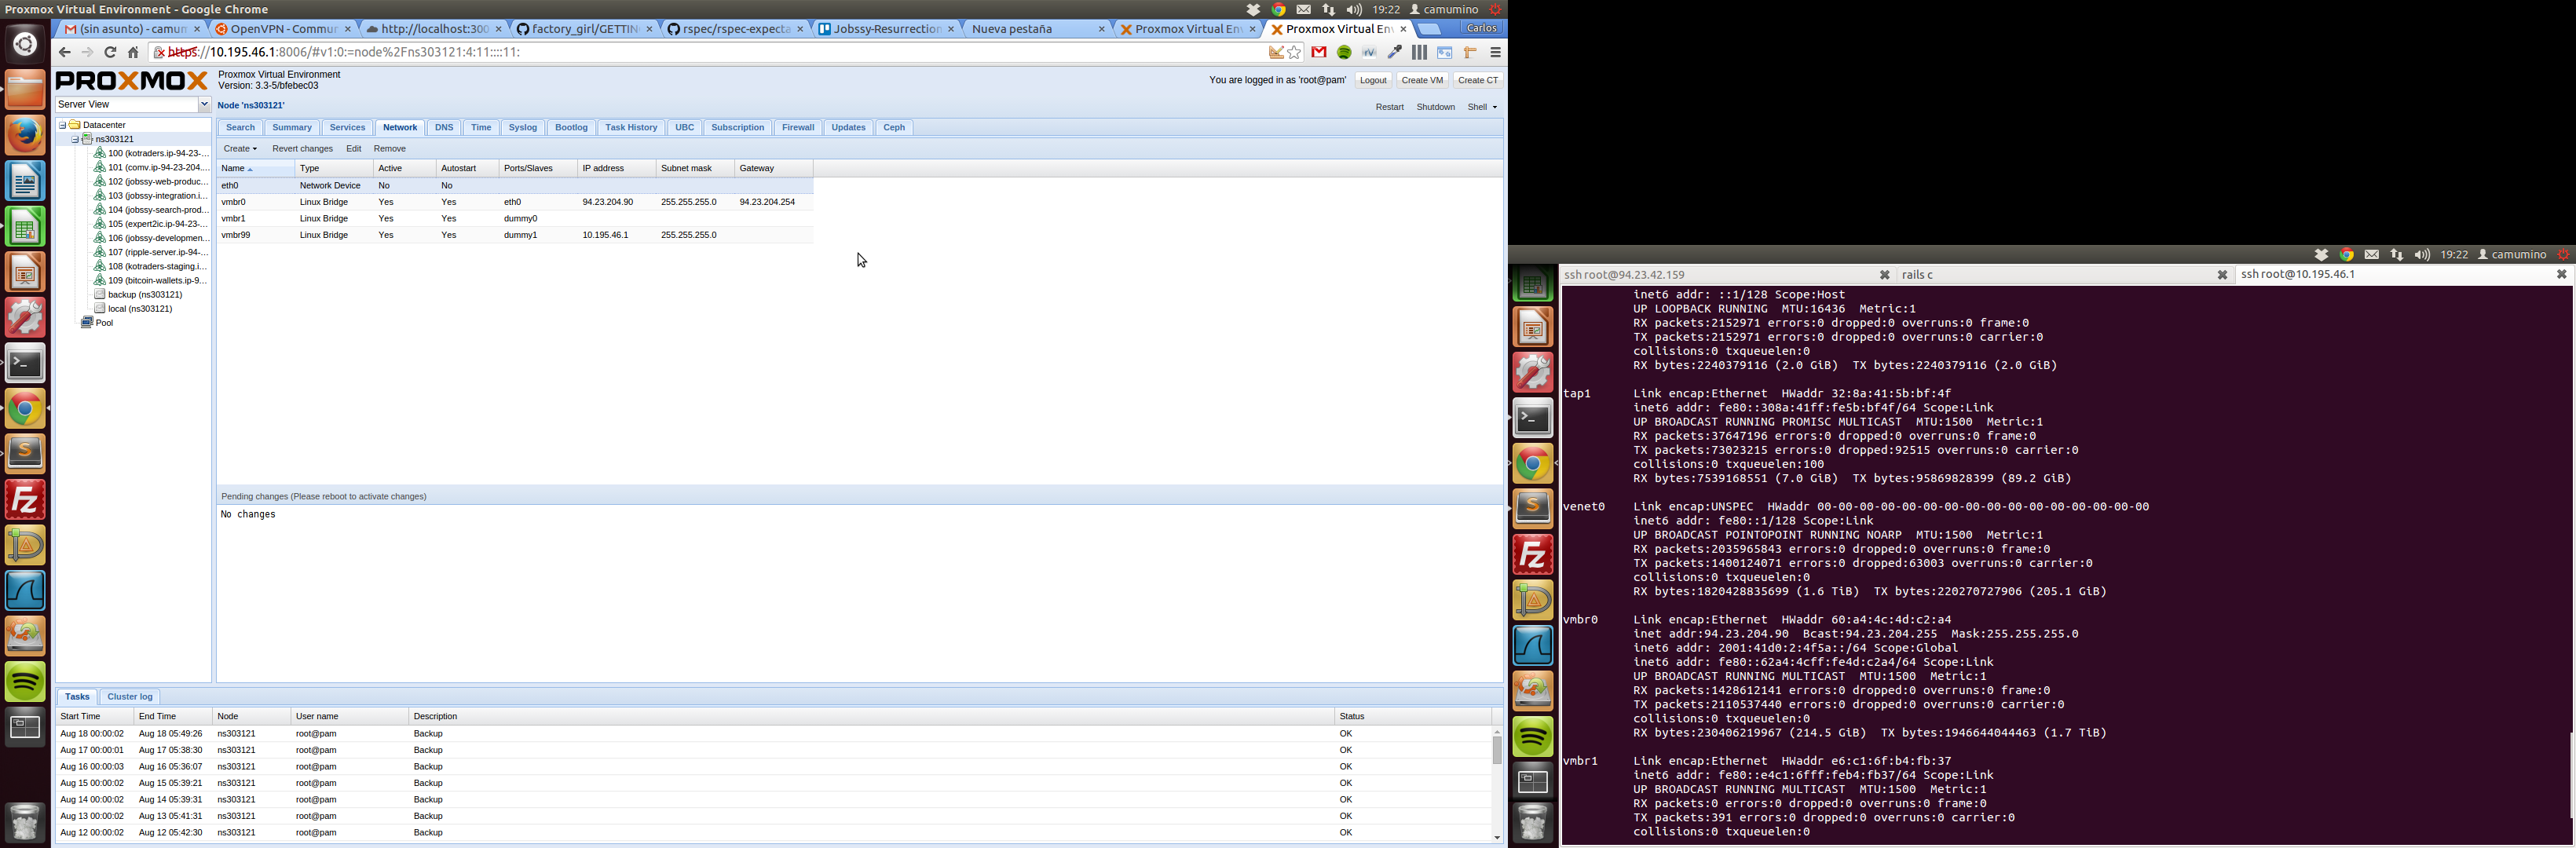 Proxmox Virtual Environment - Google Chrome
19:22 camumino
(sin asunto) - camum
OpenVPN - Commun
http://localhost:300
factory_girl/GETTIN
rspec/rspec-expecta
Jobssy-Resurrection
Nueva pestaña
Proxmox Virtual En
Proxmox Virtual Env
Carlos
https://10.195.46.1:8006/#v1:0:=node%2Fns303121:4:11::::11:
PROXMOX
Proxmox Virtual Environment
Version: 3.3-5/bfebec03
You are logged in as 'root@pam' Logout Create VM Create CT
Server View
Node 'ns303121'
Restart Shutdown Shell
Datacenter
ns303121
100 (kotraders.ip-94-23-...
101 (comv.ip-94-23-204....
102 (jobssy-web-produc...
103 (jobssy-integration.i...
104 (jobssy-search-prod...
105 (expert2ic.ip-94-23-...
106 (jobssy-developmen...
107 (ripple-server.ip-94-...
108 (kotraders-staging.i...
109 (bitcoin-wallets.ip-9...
backup (ns303121)
local (ns303121)
Pool
Search Summary Services Network DNS Time Syslog Bootlog Task History UBC Subscription Firewall Updates Ceph
Create Revert changes Edit Remove
Name Type Active Autostart Ports/Slaves IP address Subnet mask Gateway
eth0 Network Device No No
vmbr0 Linux Bridge Yes Yes eth0 94.23.204.90 255.255.255.0 94.23.204.254
vmbr1 Linux Bridge Yes Yes dummy0
vmbr99 Linux Bridge Yes Yes dummy1 10.195.46.1 255.255.255.0
Pending changes (Please reboot to activate changes)
No changes
Tasks Cluster log
Start Time End Time Node User name Description Status
Aug 18 00:00:02 Aug 18 05:49:26 ns303121 root@pam Backup OK
Aug 17 00:00:01 Aug 17 05:38:30 ns303121 root@pam Backup OK
Aug 16 00:00:03 Aug 16 05:36:07 ns303121 root@pam Backup OK
Aug 15 00:00:02 Aug 15 05:39:21 ns303121 root@pam Backup OK
Aug 14 00:00:02 Aug 14 05:39:31 ns303121 root@pam Backup OK
Aug 13 00:00:02 Aug 13 05:41:31 ns303121 root@pam Backup OK
Aug 12 00:00:02 Aug 12 05:42:30 ns303121 root@pam Backup OK
19:22 camumino
ssh root@94.23.42.159
rails c
ssh root@10.195.46.1
inet6 addr: ::1/128 Scope:Host
UP LOOPBACK RUNNING MTU:16436 Metric:1
RX packets:2152971 errors:0 dropped:0 overruns:0 frame:0
TX packets:2152971 errors:0 dropped:0 overruns:0 carrier:0
collisions:0 txqueuelen:0
RX bytes:2240379116 (2.0 GiB) TX bytes:2240379116 (2.0 GiB)
tap1 Link encap:Ethernet HWaddr 32:8a:41:5b:bf:4f
inet6 addr: fe80::308a:41ff:fe5b:bf4f/64 Scope:Link
UP BROADCAST RUNNING PROMISC MULTICAST MTU:1500 Metric:1
RX packets:37647196 errors:0 dropped:0 overruns:0 frame:0
TX packets:73023215 errors:0 dropped:92515 overruns:0 carrier:0
collisions:0 txqueuelen:100
RX bytes:7539168551 (7.0 GiB) TX bytes:95869828399 (89.2 GiB)
venet0 Link encap:UNSPEC HWaddr 00-00-00-00-00-00-00-00-00-00-00-00-00-00-00-00
inet6 addr: fe80::1/128 Scope:Link
UP BROADCAST POINTOPOINT RUNNING NOARP MTU:1500 Metric:1
RX packets:2035965843 errors:0 dropped:0 overruns:0 frame:0
TX packets:1400124071 errors:0 dropped:63003 overruns:0 carrier:0
collisions:0 txqueuelen:0
RX bytes:1820428835699 (1.6 TiB) TX bytes:220270727906 (205.1 GiB)
vmbr0 Link encap:Ethernet HWaddr 60:a4:4c:4d:c2:a4
inet addr:94.23.204.90 Bcast:94.23.204.255 Mask:255.255.255.0
inet6 addr: 2001:41d0:2:4f5a::/64 Scope:Global
inet6 addr: fe80::62a4:4cff:fe4d:c2a4/64 Scope:Link
UP BROADCAST RUNNING MULTICAST MTU:1500 Metric:1
RX packets:1428612141 errors:0 dropped:0 overruns:0 frame:0
TX packets:2110537440 errors:0 dropped:0 overruns:0 carrier:0
collisions:0 txqueuelen:0
RX bytes:230406219967 (214.5 GiB) TX bytes:1946644044463 (1.7 TiB)
vmbr1 Link encap:Ethernet HWaddr e6:c1:6f:b4:fb:37
inet6 addr: fe80::e4c1:6fff:feb4:fb37/64 Scope:Link
UP BROADCAST RUNNING MULTICAST MTU:1500 Metric:1
RX packets:0 errors:0 dropped:0 overruns:0 frame:0
TX packets:391 errors:0 dropped:0 overruns:0 carrier:0
collisions:0 txqueuelen:0